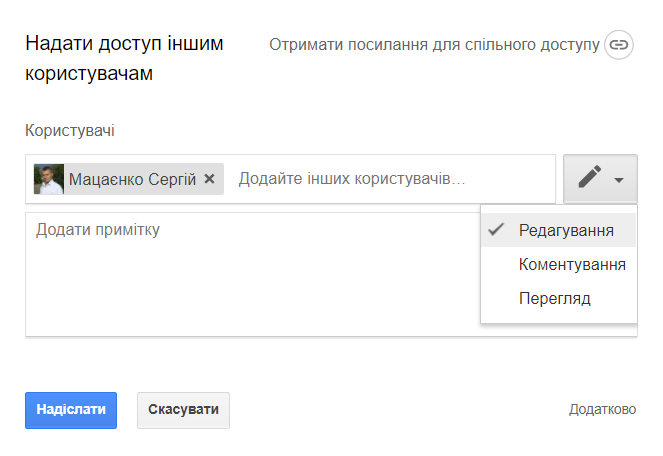 Надати доступ іншим
користувачам
Отримати посилання для спільного доступу
Користувачі
Мацаєнко Сергій
Додайте інших користувачів…
Додати примітку
Редагування
Коментування
Перегляд
Надіслати
Скасувати
Додатково